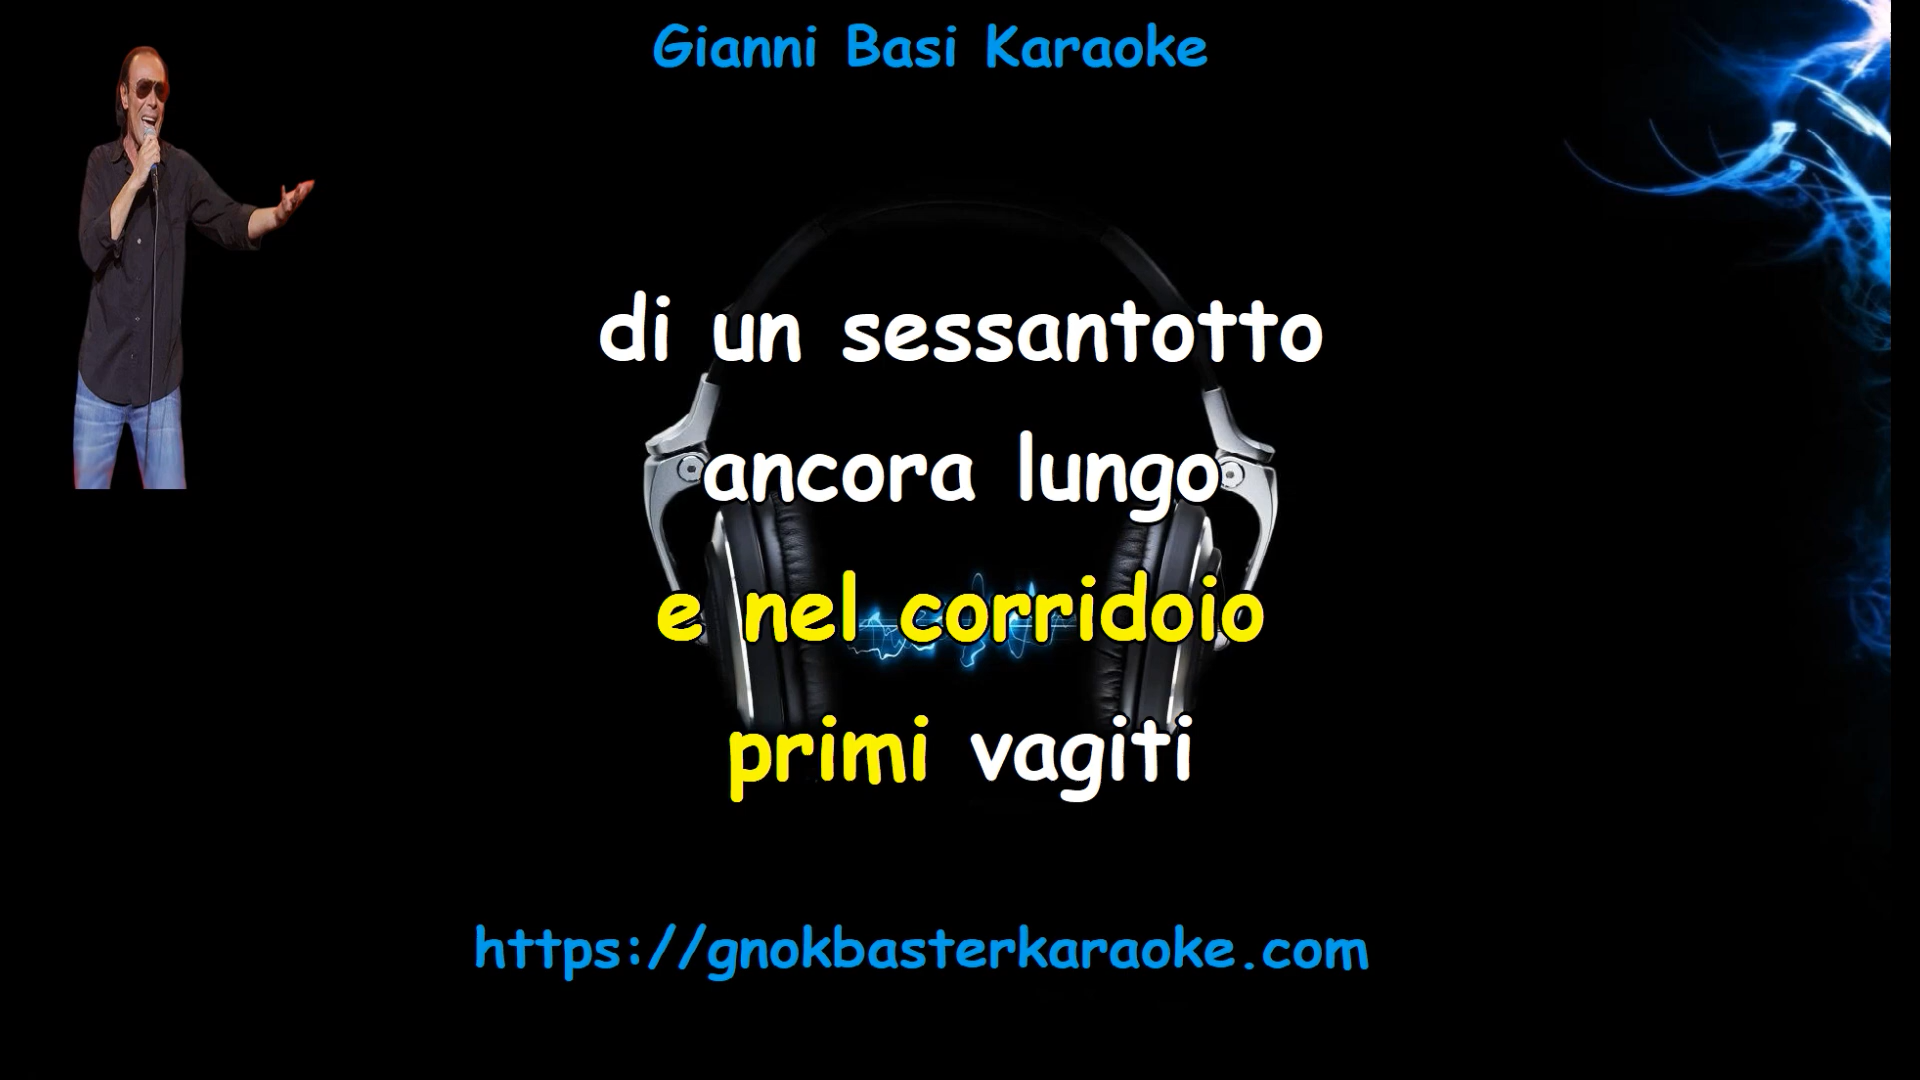 Gianni Basi Karaoke
di un sessantotto
ancora lungo
e nel corridoio
primi vagiti
https://gnokbasterkaraoke.com